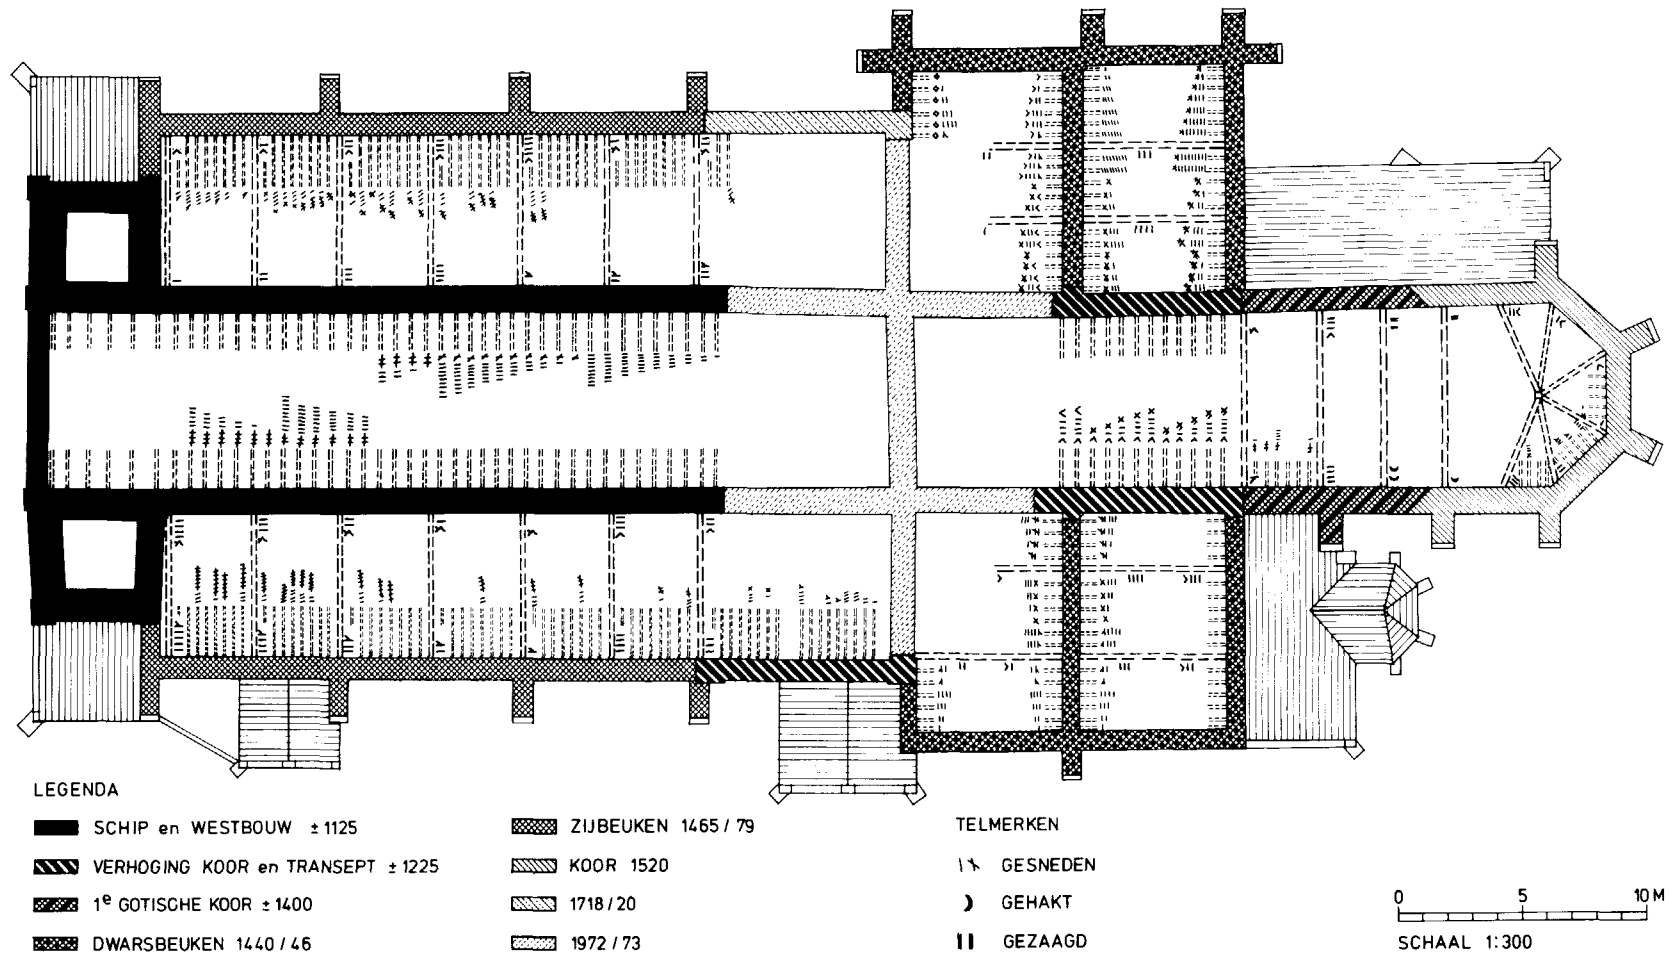 LEGENDA
SCHIP en WESTBOUW ± 1125
VERHOGING KOOR en TRANSEPT ± 1225
1e GOTISCHE KOOR ± 1400
DWARSBEUKEN 1440 / 46
ZIJBEUKEN 1465 / 79
KOOR 1520
1718 / 20
1972 / 73
TELMERKEN
GESNEDEN
GEHAKT
GEZAAGD
0 5 10 M
SCHAAL 1:300